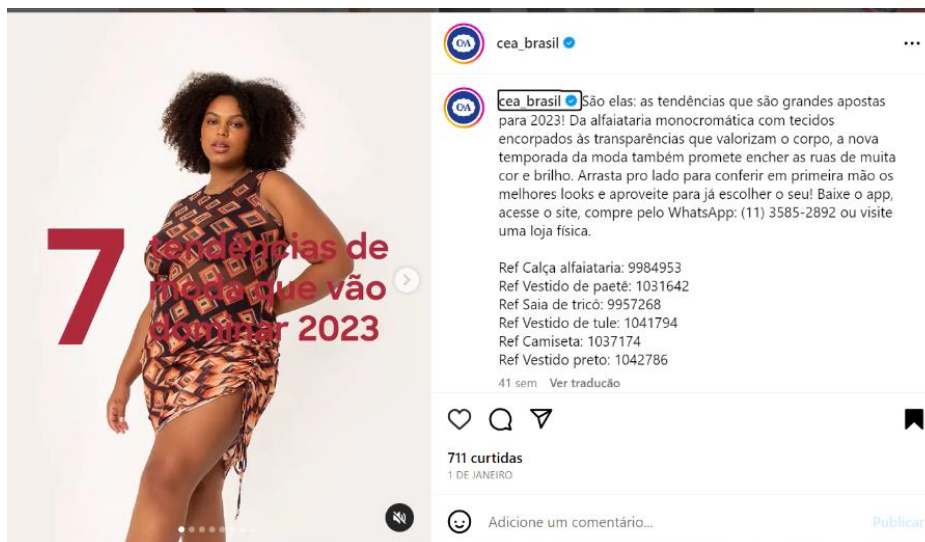 7 tendências de
moda que vão
dominar 2023
C&A
cea_brasil
C&A
cea_brasil São elas: as tendências que são grandes apostas
para 2023! Da alfaiataria monocromática com tecidos
encorpados às transparências que valorizam o corpo, a nova
temporada da moda também promete encher as ruas de muita
cor e brilho. Arrasta pro lado para conferir em primeira mão os
melhores looks e aproveite para já escolher o seu! Baixe o app,
acesse o site, compre pelo WhatsApp: (11) 3585-2892 ou visite
uma loja física.
Ref Calça alfaiataria: 9984953
Ref Vestido de paetê: 1031642
Ref Saia de tricô: 9957268
Ref Vestido de tule: 1041794
Ref Camiseta: 1037174
Ref Vestido preto: 1042786
41 sem Ver tradução
711 curtidas
1 DE JANEIRO
Adicione um comentário...
Publicar